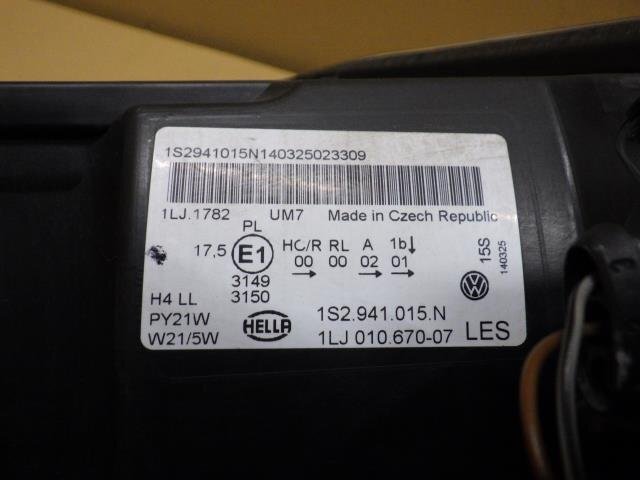 1S2941015N140325023309
1LJ.1782 UM7 Made in Czech Republic
PL
17,5 E1 HC/R RL A 1b↓
00 00 02 01
→ → →
3149
3150
H4 LL
PY21W
W21/5W
HELLA
1S2.941.015.N
1LJ 010.670-07 LES
15S
140325
VW